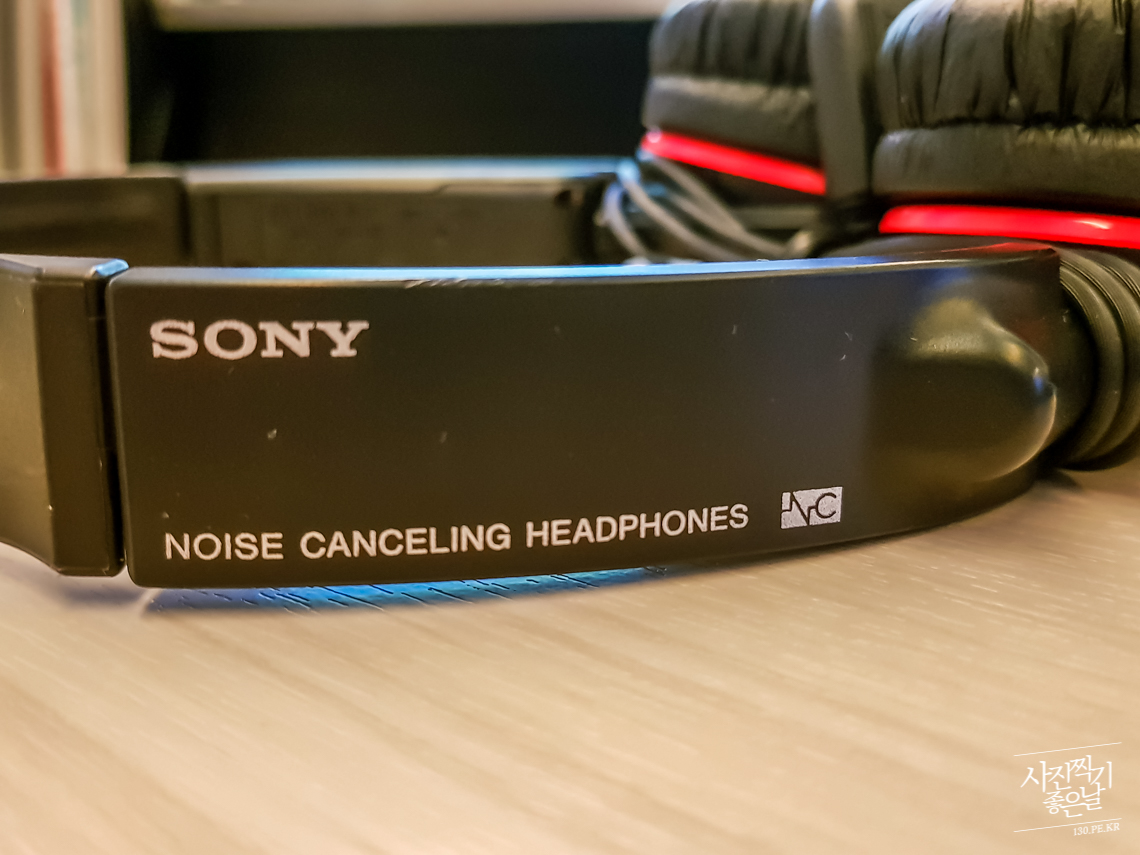 SONY
NOISE CANCELING HEADPHONES
NC
사진찍기
좋은날
130.PE.KR